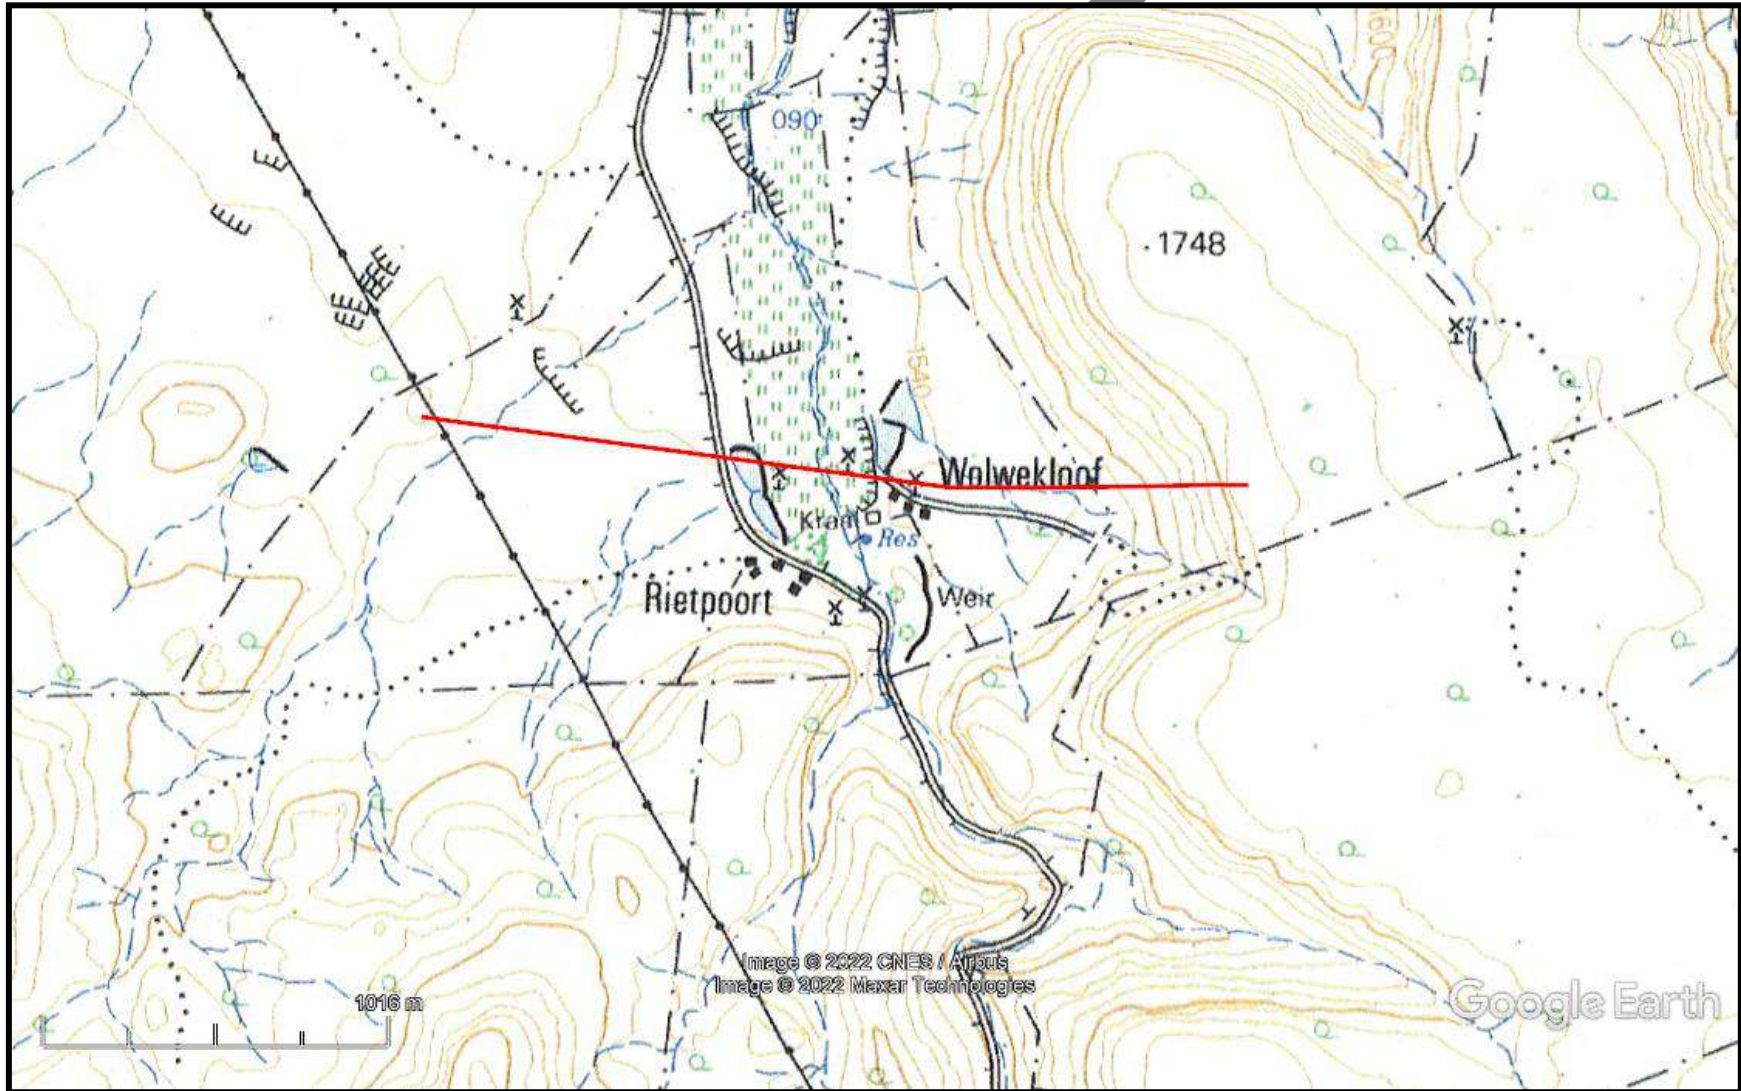 1600
090
1748
1540
Wolwekloof
Kraal
Res
Rietpoort
Weir
Image © 2022 CNES / Airbus
Image © 2022 Maxar Technologies
1016 m
Google Earth